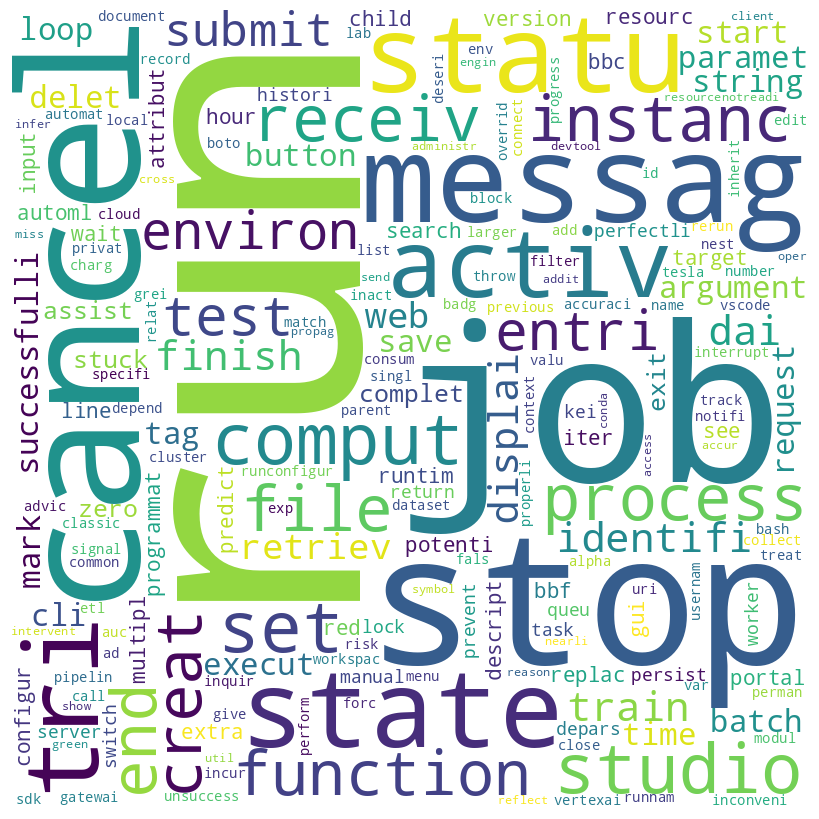 document
child
version
resourc
client
loop
submit
statu
start
lab
env
engin
bbc
paramet
record
delet
histori
deseri
progress
string
automat
local
attribut
hour
receiv
overrid
connect
instanc
resourcenotreadi
edit
infer
boto
button
administr
devtool
input
cross
messag
inherit
automl
cloud
environ
block
id
miss
wait
search
larger
add
perfectli
rerun
privat
list
activ
filter
nest
oper
charg
send
throw
addit
target
tesla
number
cancel
run
grei
inact
badg
previous
accuraci
name
argument
vscode
assist
relat
test
match
web
entri
dai
successfulli
stuck
finish
propag
save
consum
valu
exit
interrupt
specifi
singl
complet
displai
context
job
kei
conda
track
notifi
request
line
depend
tag
parent
iter
see
access
accur
cluster
comput
runtim
advic
zero
runconfigur
return
dataset
properli
process
mark
classic
programmat
predict
file
exp
signal
retriev
potenti
identifi
bash
collect
common
fals
alpha
treat
stop
etl
symbol
bbf
uri
usernam
worker
tri
cli
auc
multipl
set
red
lock
prevent
descript
queu
gui
intervent
creat
risk
task
nearli
ad
execut
workspac
manual
menu
reason
replac
persist
portal
configur
pipelin
end
inquir
state
var
perman
call
switch
show
give
forc
train
batch
server
extra
perform
depars
time
modul
green
util
incur
function
close
studio
sdk
gatewai
unsuccess
reflect
vertexai
runnam
inconveni